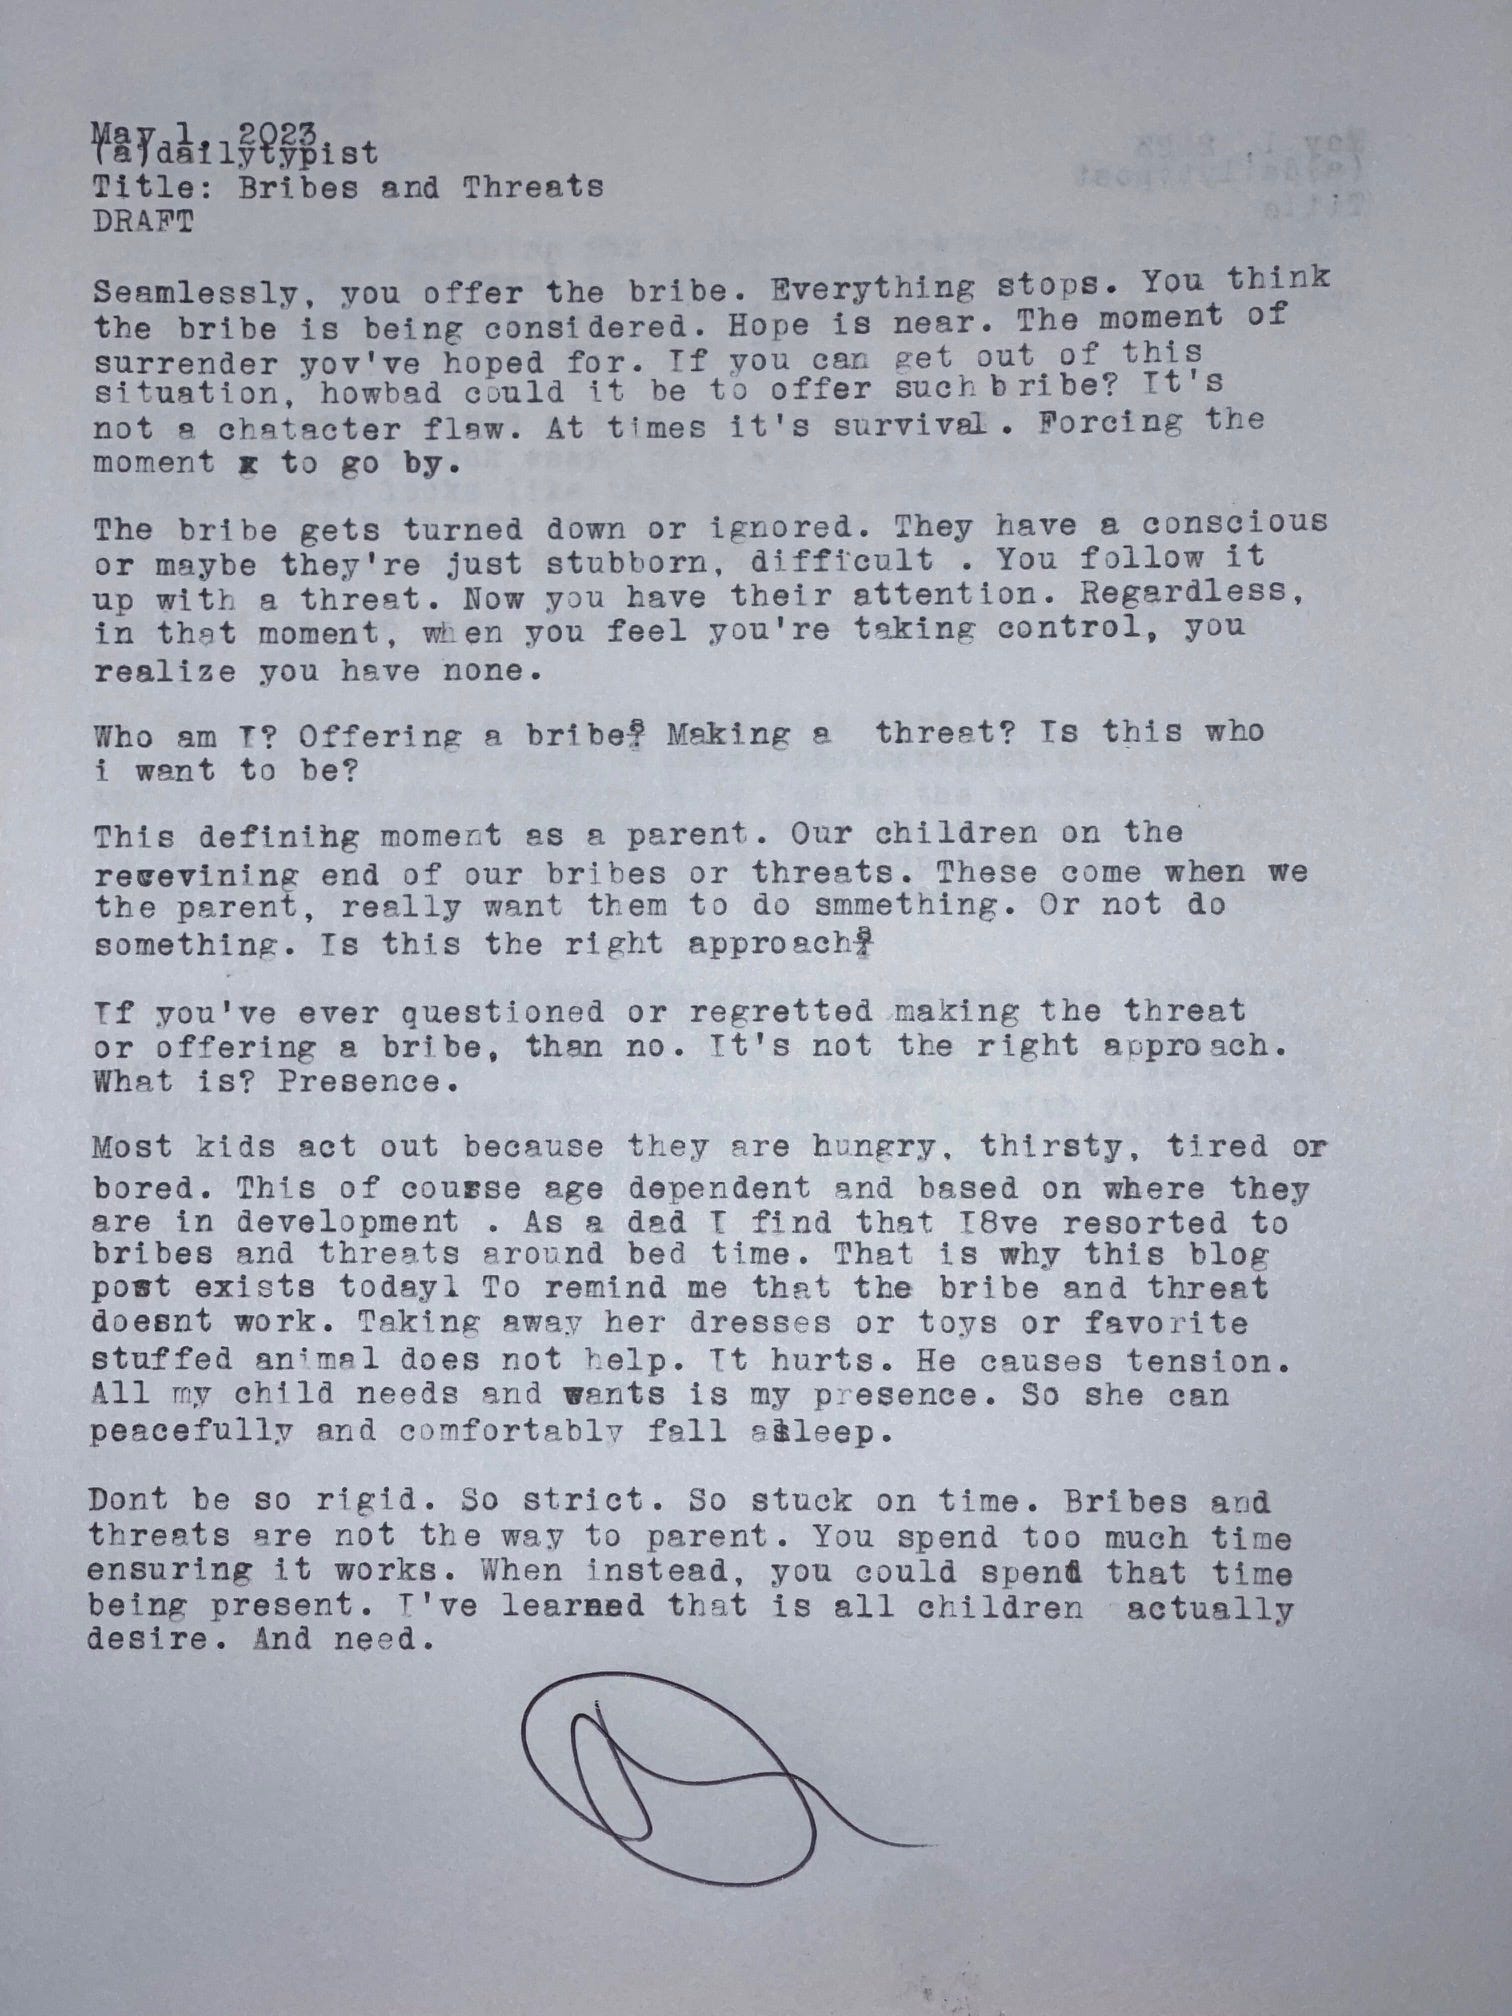 May 1, 2023
(a)dailytypist
Title: Bribes and Threats
DRAFT
Seamlessly, you offer the bribe. Everything stops. You think
the bribe is being considered. Hope is near. The moment of
surrender yov've hoped for. If you can get out of this
situation, howbad could it be to offer such bribe? It's
not a chatacter flaw. At times it's survival. Forcing the
moment x to go by.
The bribe gets turned down or ignored. They have a conscious
or maybe they're just stubborn, difficult . You follow it
up with a threat. Now you have their attention. Regardless,
in that moment, when you feel you're taking control, you
realize you have none.
Who am I? Offering a bribe? Making a threat? Is this who
i want to be?
This definihg moment as a parent. Our children on the
recevining end of our bribes or threats. These come when we
the parent, really want them to do smmething. Or not do
something. Is this the right approach?
If you've ever questioned or regretted making the threat
or offering a bribe, than no. It's not the right approach.
What is? Presence.
Most kids act out because they are hungry, thirsty, tired or
bored. This of course age dependent and based on where they
are in development . As a dad I find that I8ve resorted to
bribes and threats around bed time. That is why this blog
post exists today1 To remind me that the bribe and threat
doesnt work. Taking away her dresses or toys or favorite
stuffed animal does not help. It hurts. He causes tension.
All my child needs and wants is my presence. So she can
peacefully and comfortably fall asleep.
Dont be so rigid. So strict. So stuck on time. Bribes and
threats are not the way to parent. You spend too much time
ensuring it works. When instead, you could spend that time
being present. I've learned that is all children actually
desire. And need.